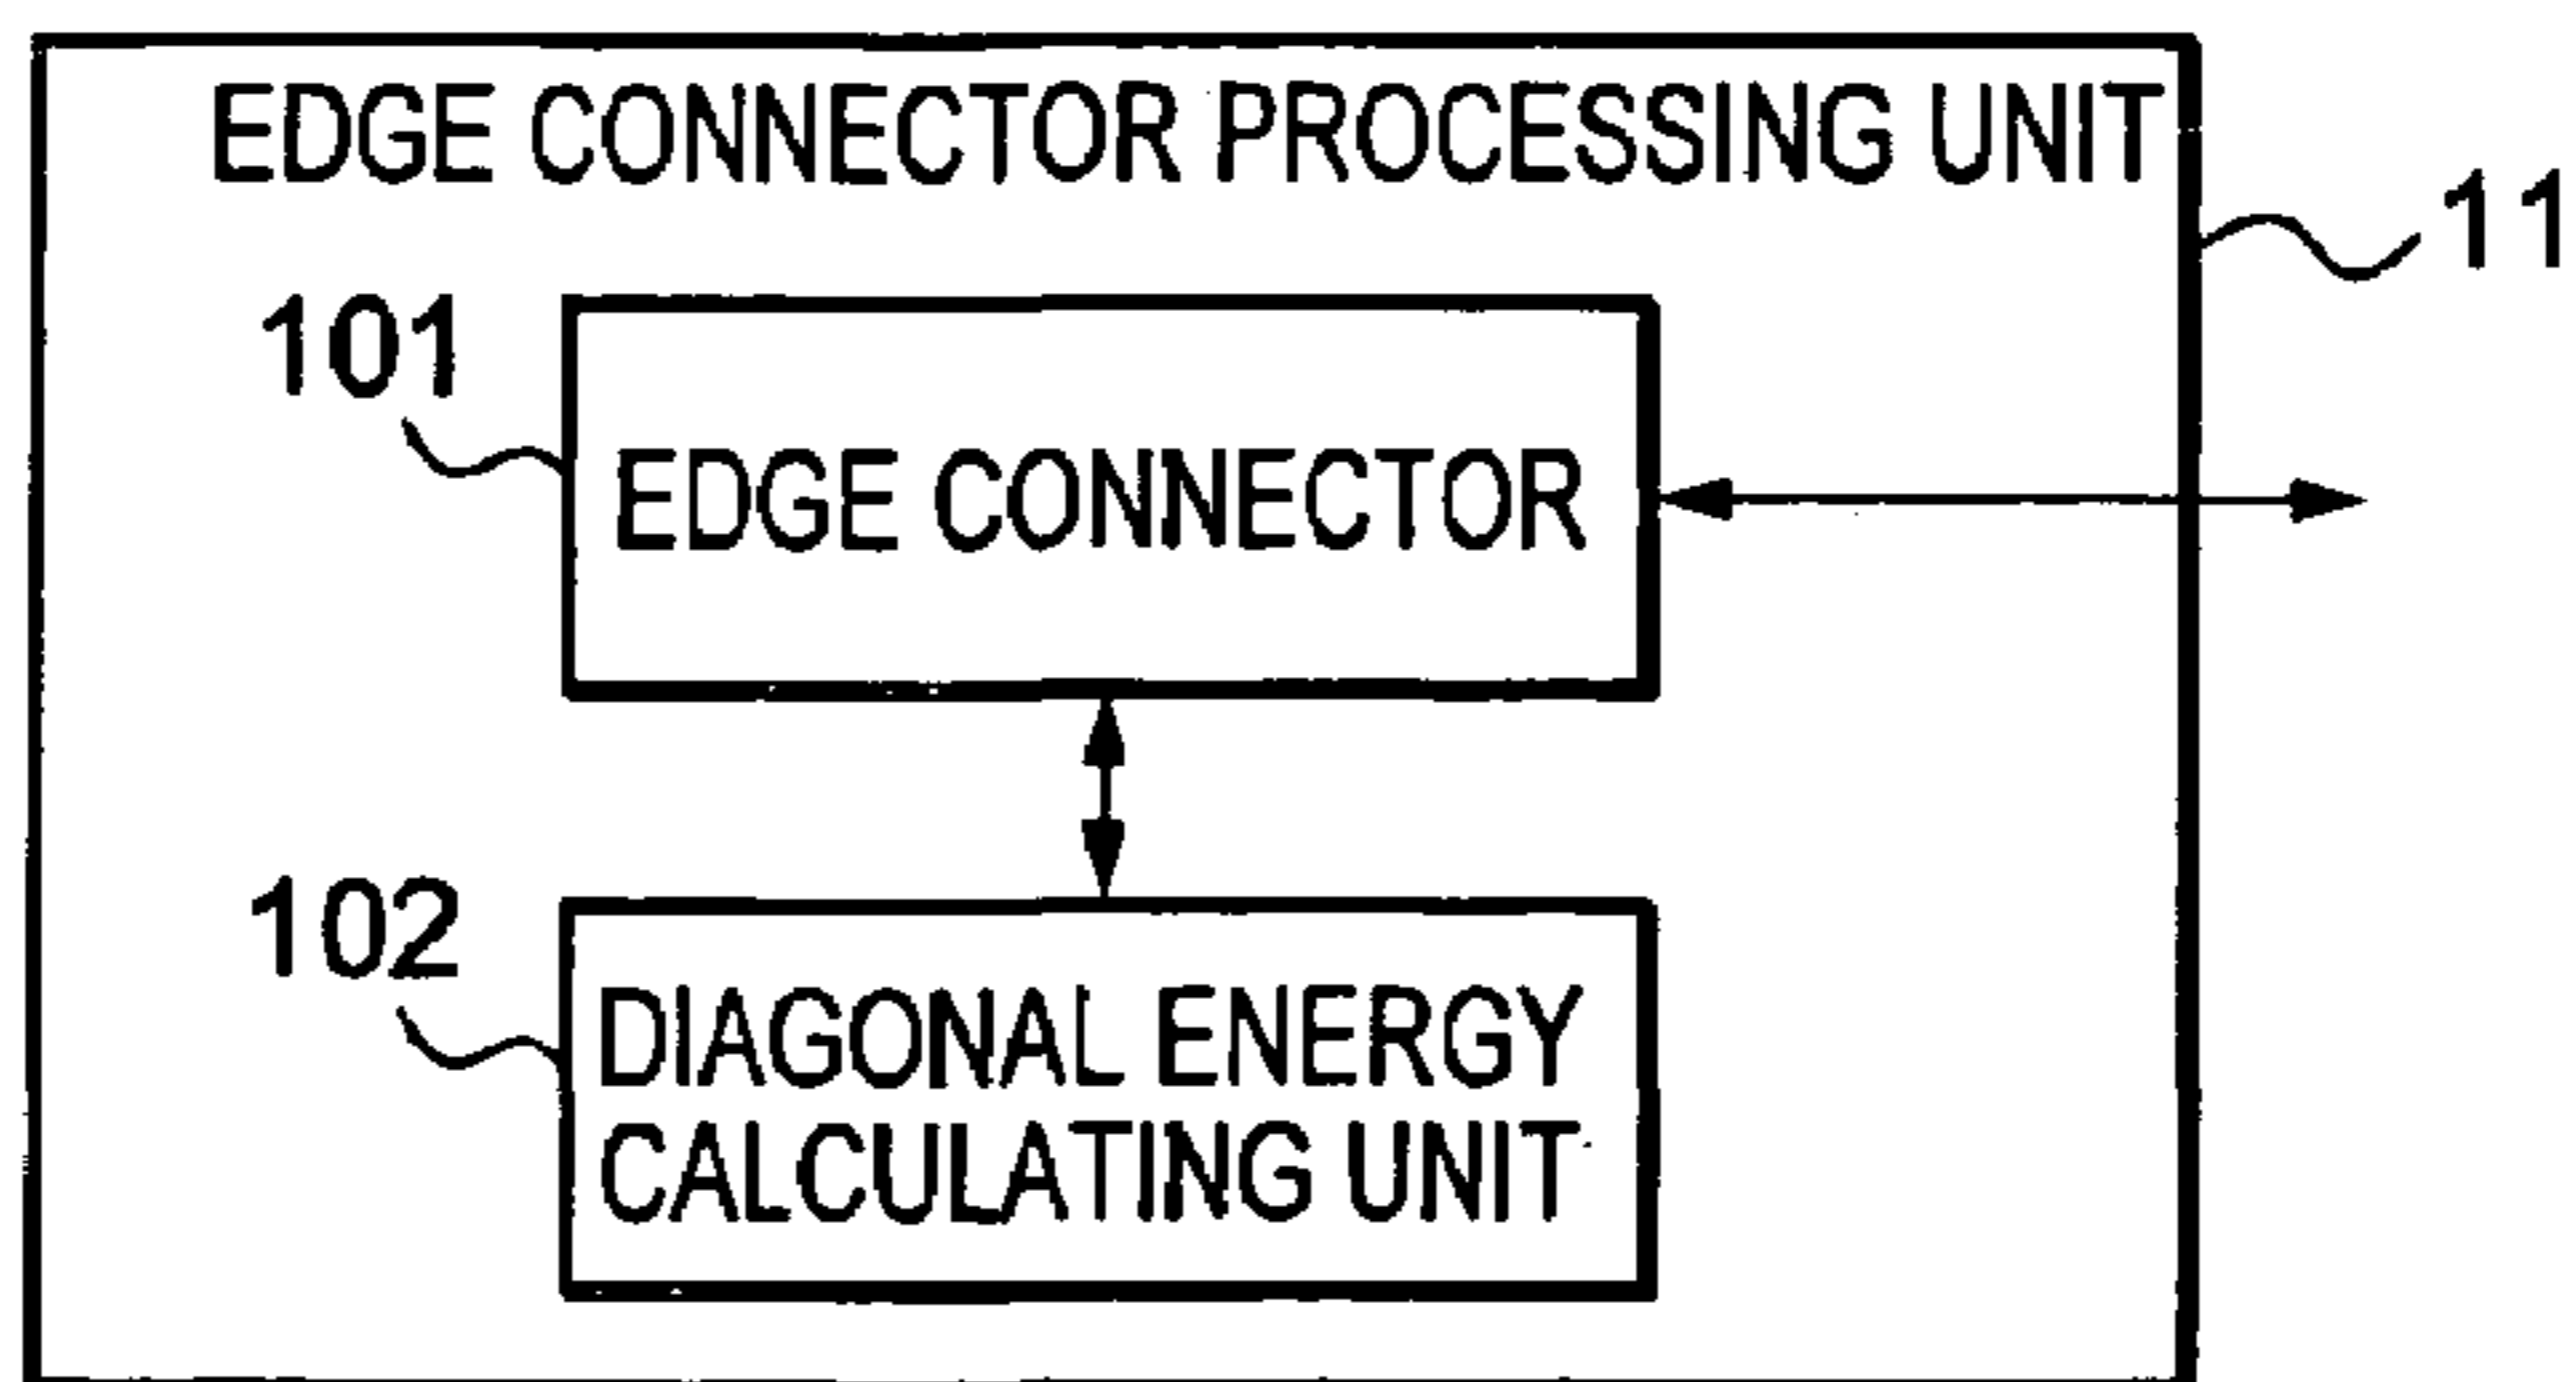 EDGE CONNECTOR PROCESSING UNIT
11
101
EDGE CONNECTOR
102
DIAGONAL ENERGY
CALCULATING UNIT